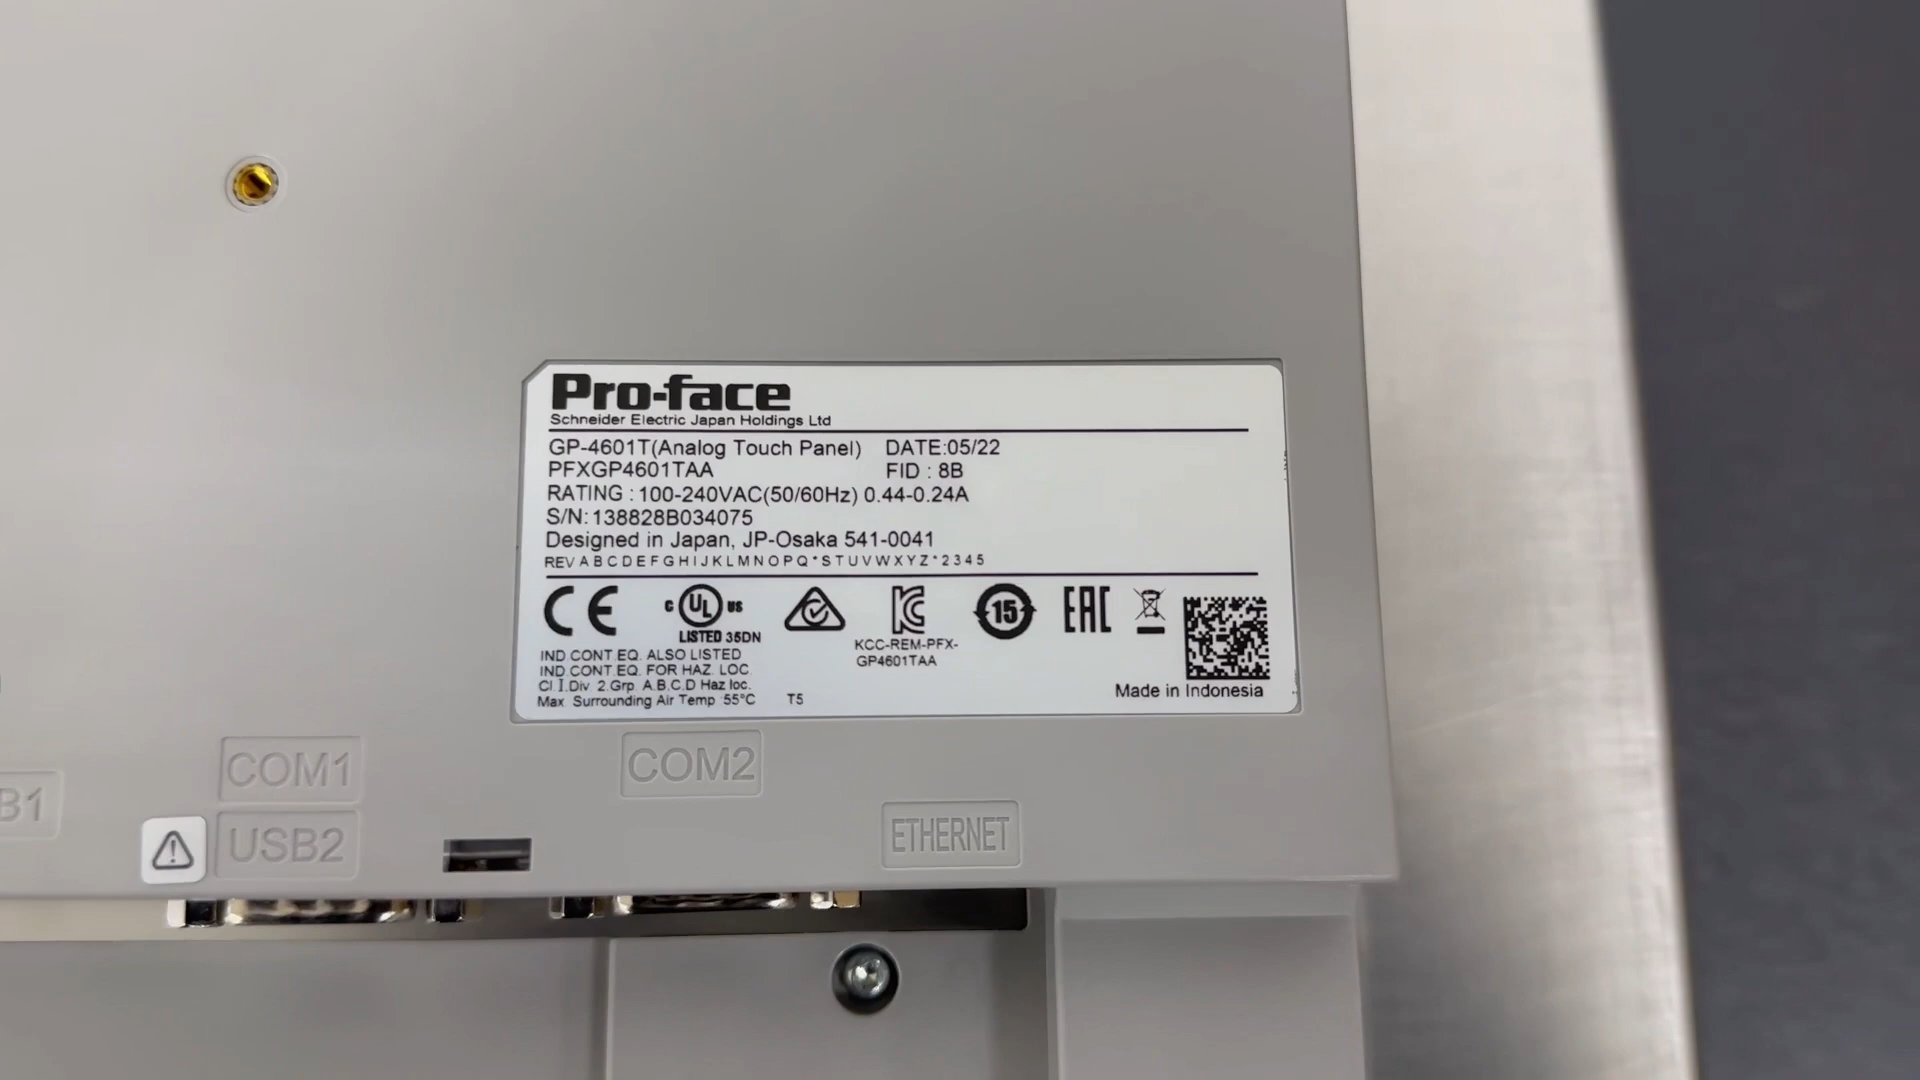 Pro-face
Schneider Electric Japan Holdings Ltd
GP-4601T(Analog Touch Panel) DATE:05/22
PFXGP4601TAA FID : 8B
RATING : 100-240VAC(50/60Hz) 0.44-0.24A
S/N:138828B034075
Designed in Japan, JP-Osaka 541-0041
REV A B C D E F G H I J K L M N O P Q * S T U V W X Y Z * 2 3 4 5
CE
C UL US
LISTED 35DN
KC
15
EAC
KCC-REM-PFX-
GP4601TAA
IND.CONT.EQ. ALSO LISTED
IND.CONT.EQ. FOR HAZ. LOC.
Cl.I.Div 2.Grp. A.B.C.D Haz loc.
Max. Surrounding Air Temp 55°C T5
Made in Indonesia
COM1
COM2
B1
USB2
ETHERNET